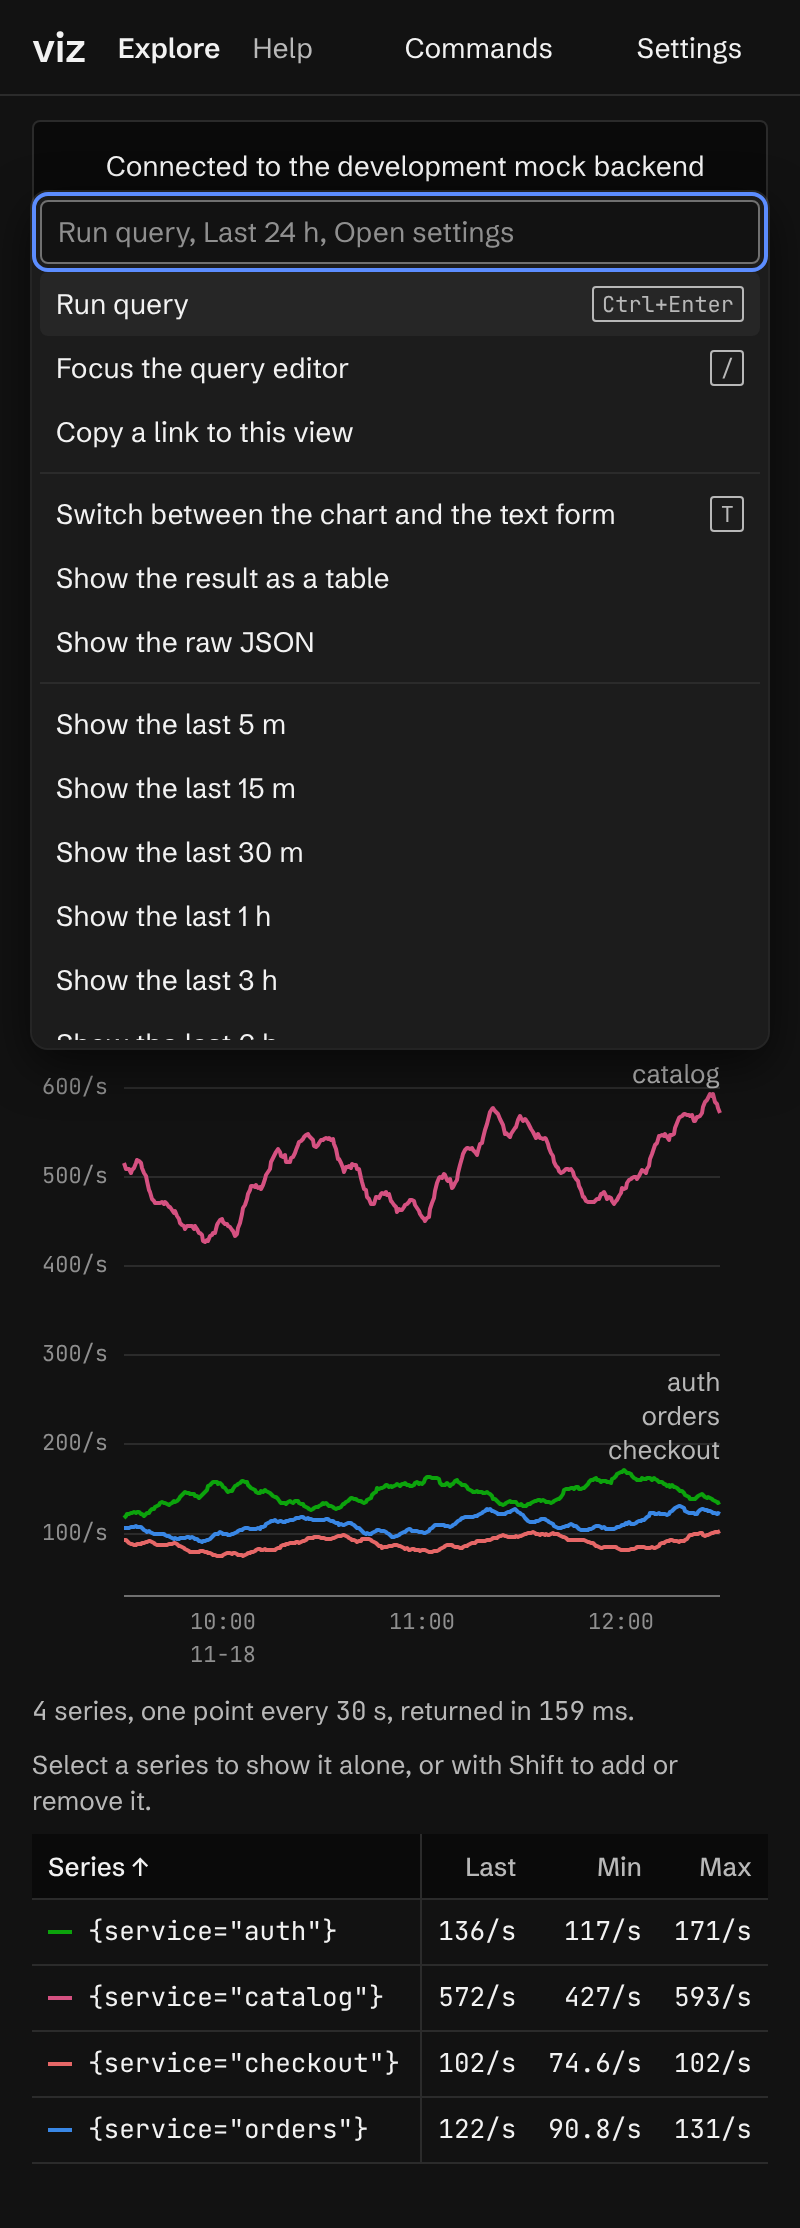 viz Explore Help Commands Settings
Connected to the development mock backend
Run query, Last 24 h, Open settings
Run query Ctrl+Enter
Focus the query editor /
Copy a link to this view
Switch between the chart and the text form T
Show the result as a table
Show the raw JSON
Show the last 5 m
Show the last 15 m
Show the last 30 m
Show the last 1 h
Show the last 3 h
catalog
600/s
500/s
400/s
300/s
auth
orders
200/s
checkout
100/s
10:00 11:00 12:00
11-18
4 series, one point every 30 s, returned in 159 ms.
Select a series to show it alone, or with Shift to add or
remove it.
Series ↑ Last Min Max
{service="auth"} 136/s 117/s 171/s
{service="catalog"} 572/s 427/s 593/s
{service="checkout"} 102/s 74.6/s 102/s
{service="orders"} 122/s 90.8/s 131/s